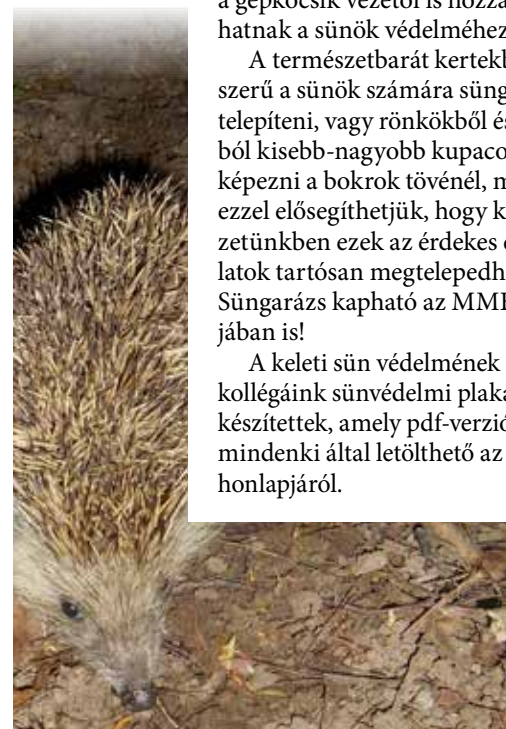 a gépkocsik vezetői is hozzá
hatnak a sünök védelméhez
A természetbarát kertekb
szerű a sünök számára süng
telepíteni, vagy rönkökből és
ból kisebb-nagyobb kupaco
képezni a bokrok tövénél, m
ezzel elősegíthetjük, hogy k
zetünkben ezek az érdekes
latok tartósan megtelepedh
Süngarázs kapható az MME
jában is!
A keleti sün védelmének
kollégáink sünvédelmi plaka
készítettek, amely pdf-verzió
mindenki által letölthető az
honlapjáról.